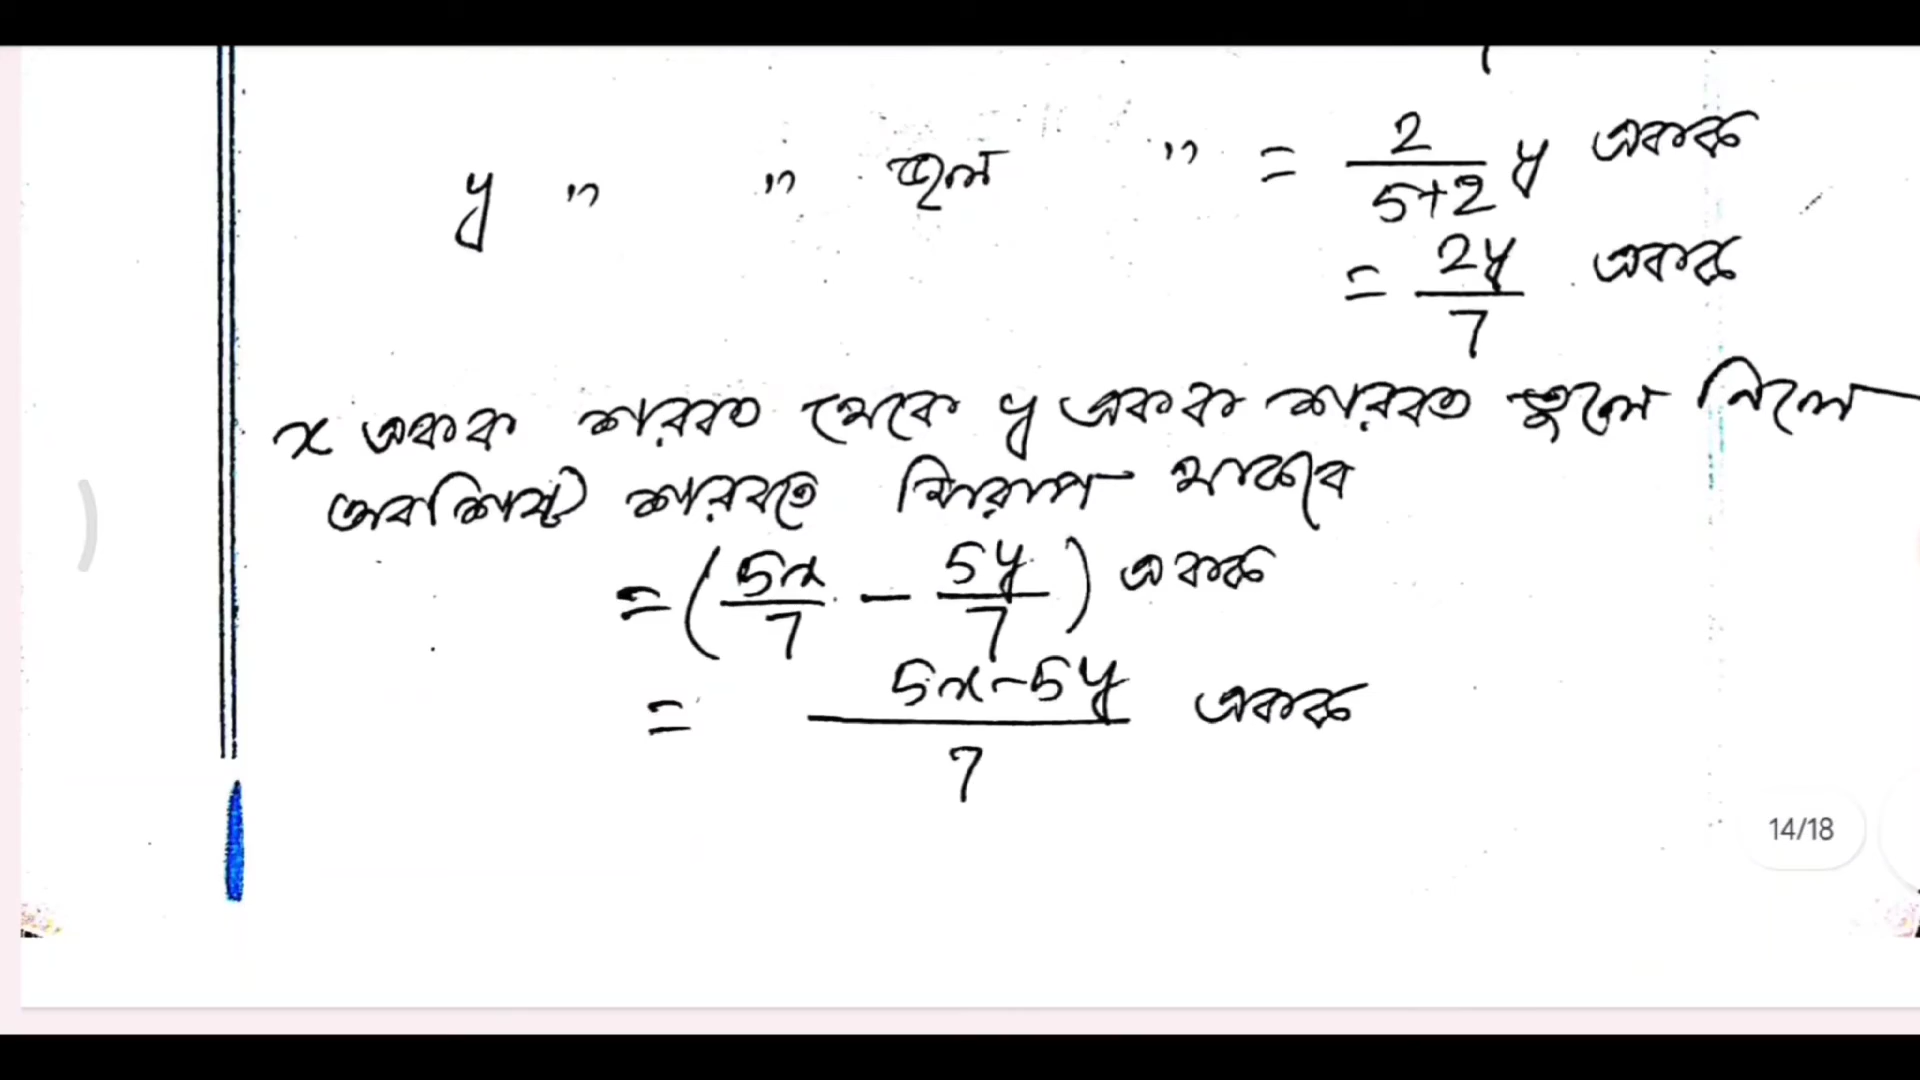 y " " জল " = 2/(5+2) y একক
= 2y/7 একক
x একক শরবত থেকে y একক শরবত তুলে নিলে
অবশিষ্ট শরবতে সিরাপ থাকবে
= (5x/7 - 5y/7) একক
= (5x-5y)/7 একক
14/18